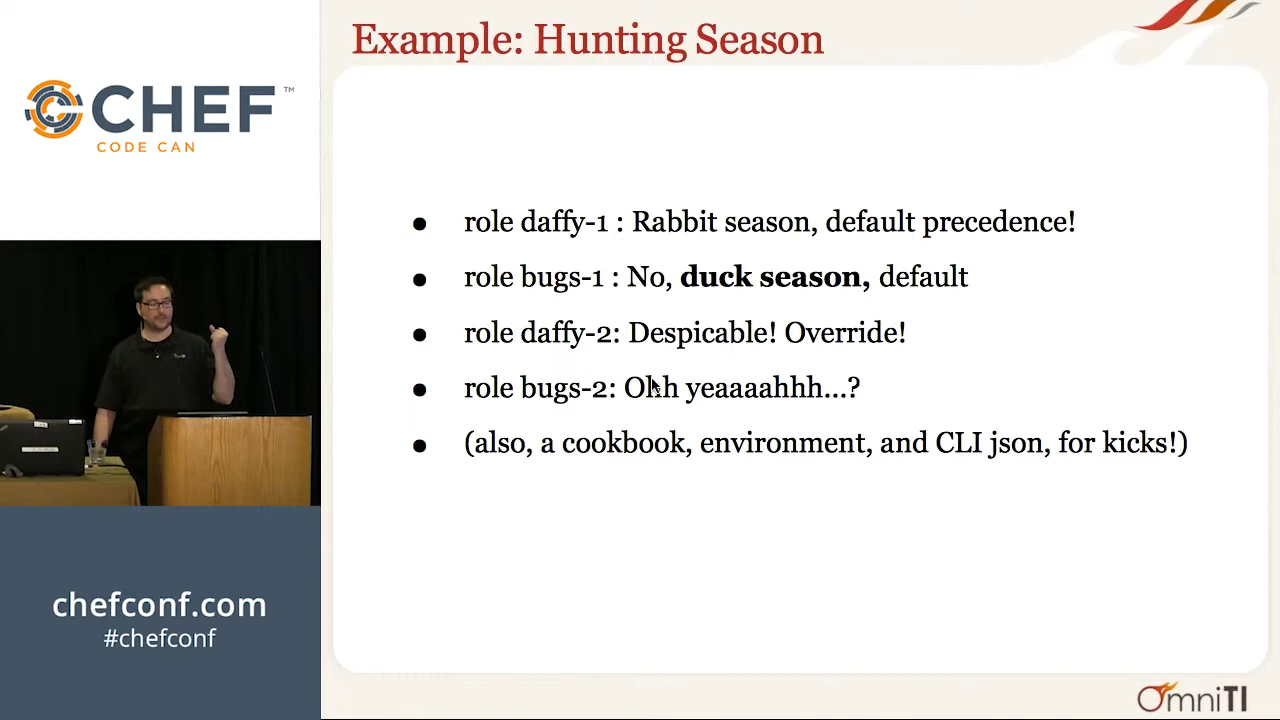 Example: Hunting Season
CHEF™
CODE CAN
● role daffy-1 : Rabbit season, default precedence!
● role bugs-1 : No, duck season, default
● role daffy-2: Despicable! Override!
● role bugs-2: Ohh yeaaaahhh...?
● (also, a cookbook, environment, and CLI json, for kicks!)
chefconf.com
#chefconf
OmniTI